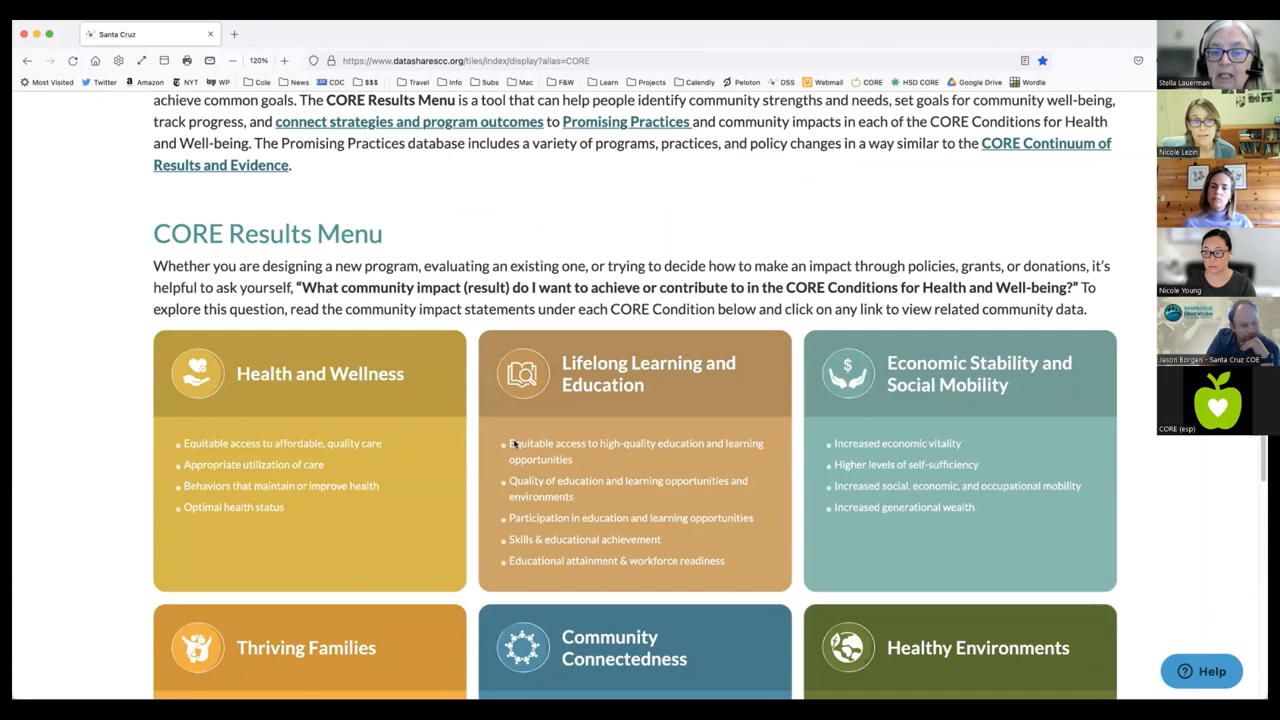 Santa Cruz
120%
https://www.datasharescc.org/tiles/index/display?alias=CORE
Most Visited Twitter Amazon NYT WP Cole News CDC $$$ Travel Info Subs Mac F&W Learn Projects Calendly Peloton DSS Webmail CORE HSD CORE Google Drive Wordle
achieve common goals. The CORE Results Menu is a tool that can help people identify community strengths and needs, set goals for community well-being,
track progress, and connect strategies and program outcomes to Promising Practices and community impacts in each of the CORE Conditions for Health
and Well-being. The Promising Practices database includes a variety of programs, practices, and policy changes in a way similar to the CORE Continuum of
Results and Evidence.
CORE Results Menu
Whether you are designing a new program, evaluating an existing one, or trying to decide how to make an impact through policies, grants, or donations, it’s
helpful to ask yourself, “What community impact (result) do I want to achieve or contribute to in the CORE Conditions for Health and Well-being?” To
explore this question, read the community impact statements under each CORE Condition below and click on any link to view related community data.
Health and Wellness
Equitable access to affordable, quality care
Appropriate utilization of care
Behaviors that maintain or improve health
Optimal health status
Lifelong Learning and
Education
Equitable access to high-quality education and learning
opportunities
Quality of education and learning opportunities and
environments
Participation in education and learning opportunities
Skills & educational achievement
Educational attainment & workforce readiness
Economic Stability and
Social Mobility
Increased economic vitality
Higher levels of self-sufficiency
Increased social, economic, and occupational mobility
Increased generational wealth
Thriving Families
Community
Connectedness
Healthy Environments
Help
Stella Lauerman
Nicole Lezin
Nicole Young
SANTA CRUZ
EDUCATION
Jason Borgen - Santa Cruz COE
CORE (esp)